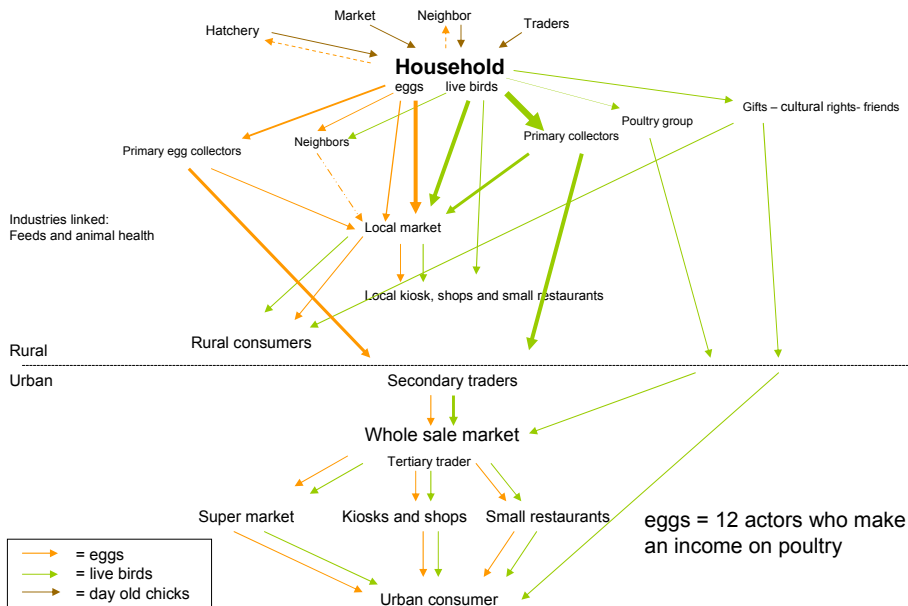 Market
Neighbor
Traders
Hatchery
Household
eggs
live birds
Gifts – cultural rights- friends
Poultry group
Primary collectors
Neighbors
Primary egg collectors
Industries linked:
Feeds and animal health
Local market
Local kiosk, shops and small restaurants
Rural consumers
Rural
Urban
Secondary traders
Whole sale market
Tertiary trader
Super market
Kiosks and shops
Small restaurants
eggs = 12 actors who make
an income on poultry
= eggs
= live birds
= day old chicks
Urban consumer